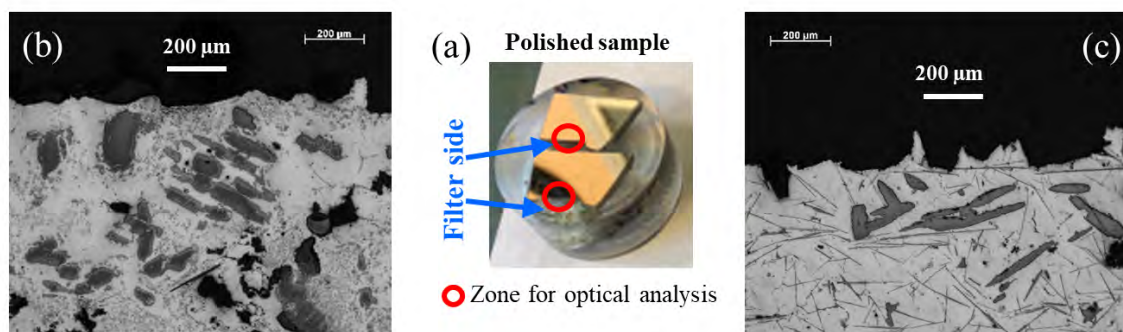 (b)
200 µm
200 µm
(a)
Polished sample
Filter side
Zone for optical analysis
200 µm
(c)
200 µm